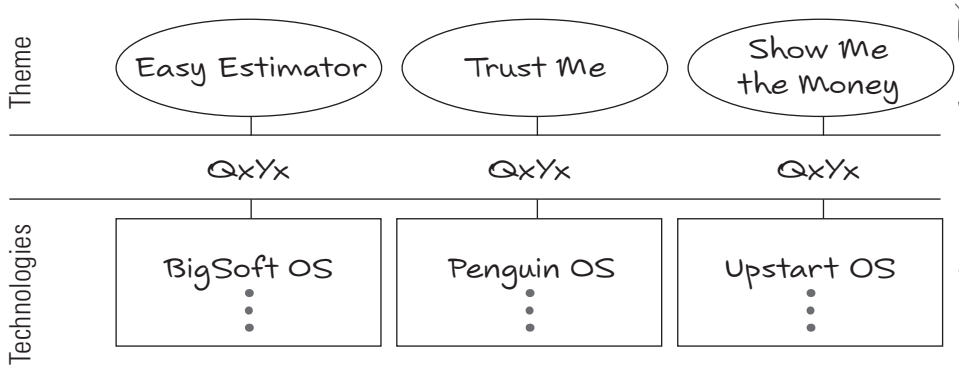 Theme
Easy Estimator
Trust Me
Show Me
the Money
QxYx
QxYx
QxYx
Technologies
BigSoft OS
Penguin OS
Upstart OS